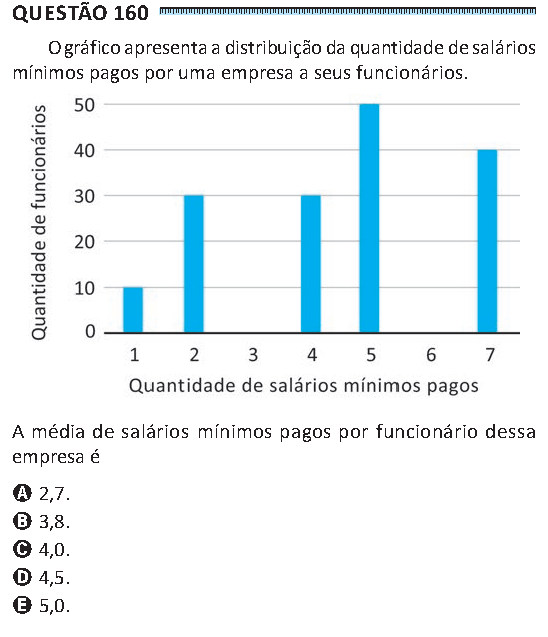 QUESTÃO 160
O gráfico apresenta a distribuição da quantidade de salários
mínimos pagos por uma empresa a seus funcionários.
Quantidade de funcionários
50
40
30
20
10
0
1 2 3 4 5 6 7
Quantidade de salários mínimos pagos
A média de salários mínimos pagos por funcionário dessa
empresa é
A 2,7.
B 3,8.
C 4,0.
D 4,5.
E 5,0.